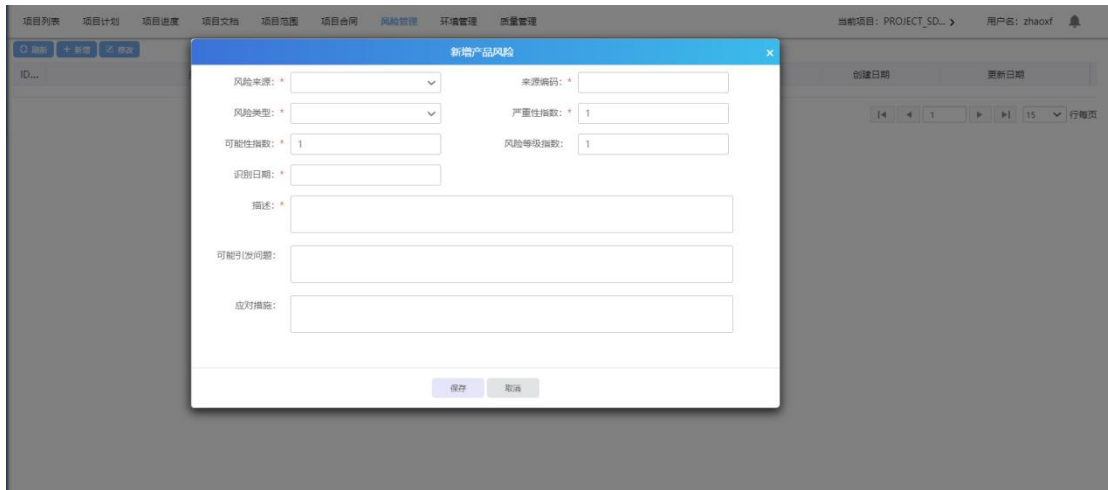 项目列表 项目计划 项目进度 项目文档 项目范围 项目合同 风险管理 环境管理 质量管理 当前项目: PROJECT_SD... 用户名: zhaoxf
刷新 + 新增 修改
新增产品风险 ×
ID...
创建日期 更新日期
风险来源: * 来源编码: *
风险类型: * 严重性指数: * 1
1 15 行每页
可能性指数: * 1 风险等级指数: 1
识别日期: *
描述: *
可能引发问题:
应对措施:
保存 取消